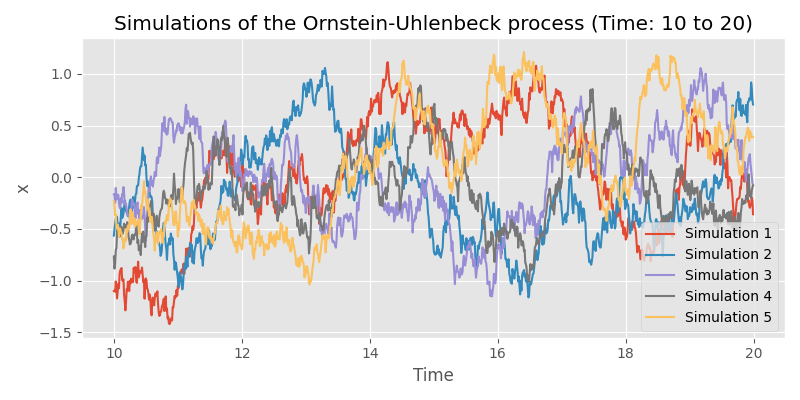 Simulations of the Ornstein-Uhlenbeck process (Time: 10 to 20)
1.0
0.5
0.0
−0.5
−1.0
−1.5
x
10
12
14
16
18
20
Time
Simulation 1
Simulation 2
Simulation 3
Simulation 4
Simulation 5